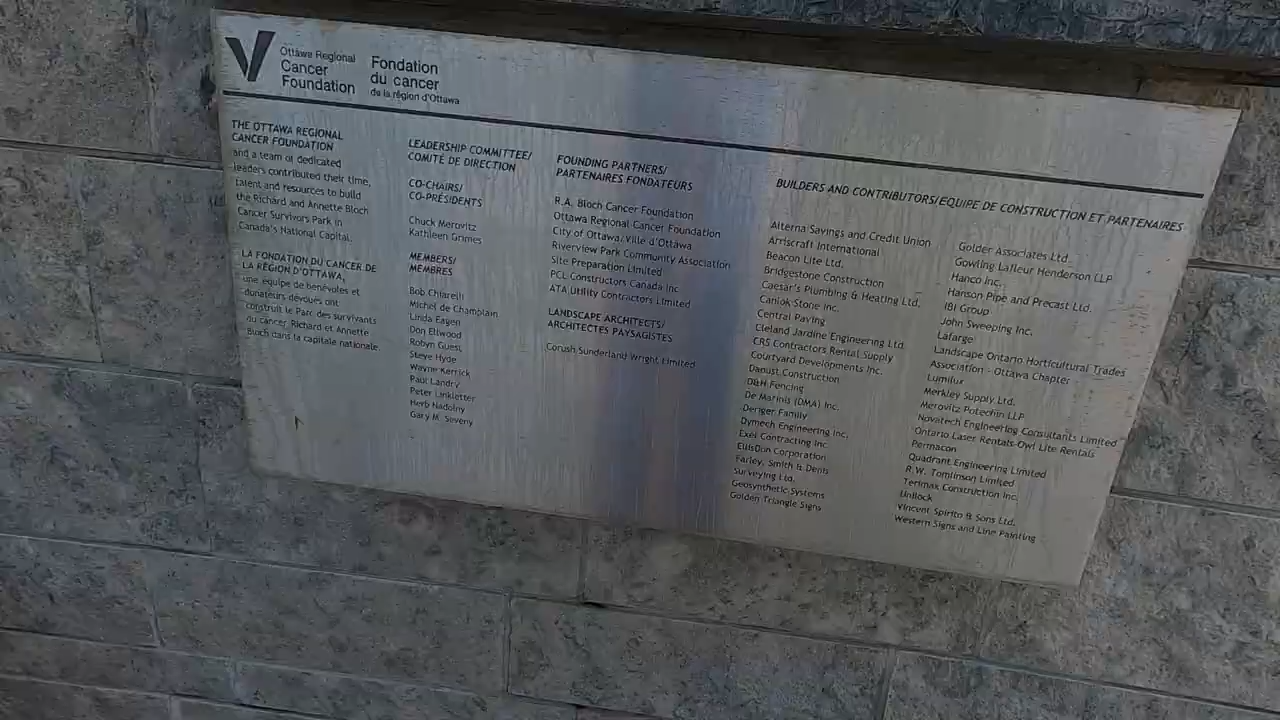 Ottawa Regional
Cancer
Foundation
Fondation
du cancer
de la région d'Ottawa
THE OTTAWA REGIONAL
CANCER FOUNDATION
and a team of dedicated
leaders contributed their time,
talent and resources to build
the Richard and Annette Bloch
Cancer Survivors Park in
Canada's National Capital.
LA FONDATION DU CANCER DE
LA RÉGION D'OTTAWA,
une équipe de bénévoles et
donateurs dévoués ont
construit le Parc des survivants
du cancer Richard et Annette
Bloch dans la capitale nationale.
LEADERSHIP COMMITTEE/
COMITÉ DE DIRECTION
CO-CHAIRS/
CO-PRÉSIDENTS
Chuck Merovitz
Kathleen Grimes
MEMBERS/
MEMBRES
Bob Chiarelli
Michel de Champlain
Linda Eagen
Don Ellwood
Robyn Guest
Steve Hyde
Wayne Kerrick
Paul Landry
Peter Linkletter
Herb Nadolny
Gary M. Seveny
FOUNDING PARTNERS/
PARTENAIRES FONDATEURS
R.A. Bloch Cancer Foundation
Ottawa Regional Cancer Foundation
City of Ottawa/Ville d'Ottawa
Riverview Park Community Association
Site Preparation Limited
PCL Constructors Canada Inc
ATA Utility Contractors Limited
LANDSCAPE ARCHITECTS/
ARCHITECTES PAYSAGISTES
Corush Sunderland Wright Limited
BUILDERS AND CONTRIBUTORS/ÉQUIPE DE CONSTRUCTION ET PARTENAIRES
Alterna Savings and Credit Union
Arriscraft International
Beacon Lite Ltd.
Bridgestone Construction
Caesar's Plumbing & Heating Ltd.
Caniok Stone Inc.
Central Paving
Cleland Jardine Engineering Ltd.
CRS Contractors Rental Supply
Courtyard Developments Inc.
Daoust Construction
D&H Fencing
De Marinis (DMA) Inc.
Deriger Family
Dymech Engineering Inc.
Exel Contracting Inc.
EllisDon Corporation
Farley, Smith & Denis
Surveying Ltd.
Geosynthetic Systems
Golden Triangle Signs
Golder Associates Ltd.
Gowling Lafleur Henderson LLP
Hanco Inc.
Hanson Pipe and Precast Ltd.
IBI Group
John Sweeping Inc.
Lafarge
Landscape Ontario Horticultural Trades
Association - Ottawa Chapter
Lumilux
Merkley Supply Ltd.
Merovitz Potechin LLP
Novatech Engineering Consultants Limited
Ontario Laser Rentals-Owl Lite Rentals
Permacon
Quadrant Engineering Limited
R.W. Tomlinson Limited
Terimax Construction Inc.
Unilock
Vincent Spirito & Sons Ltd.
Western Signs and Line Painting